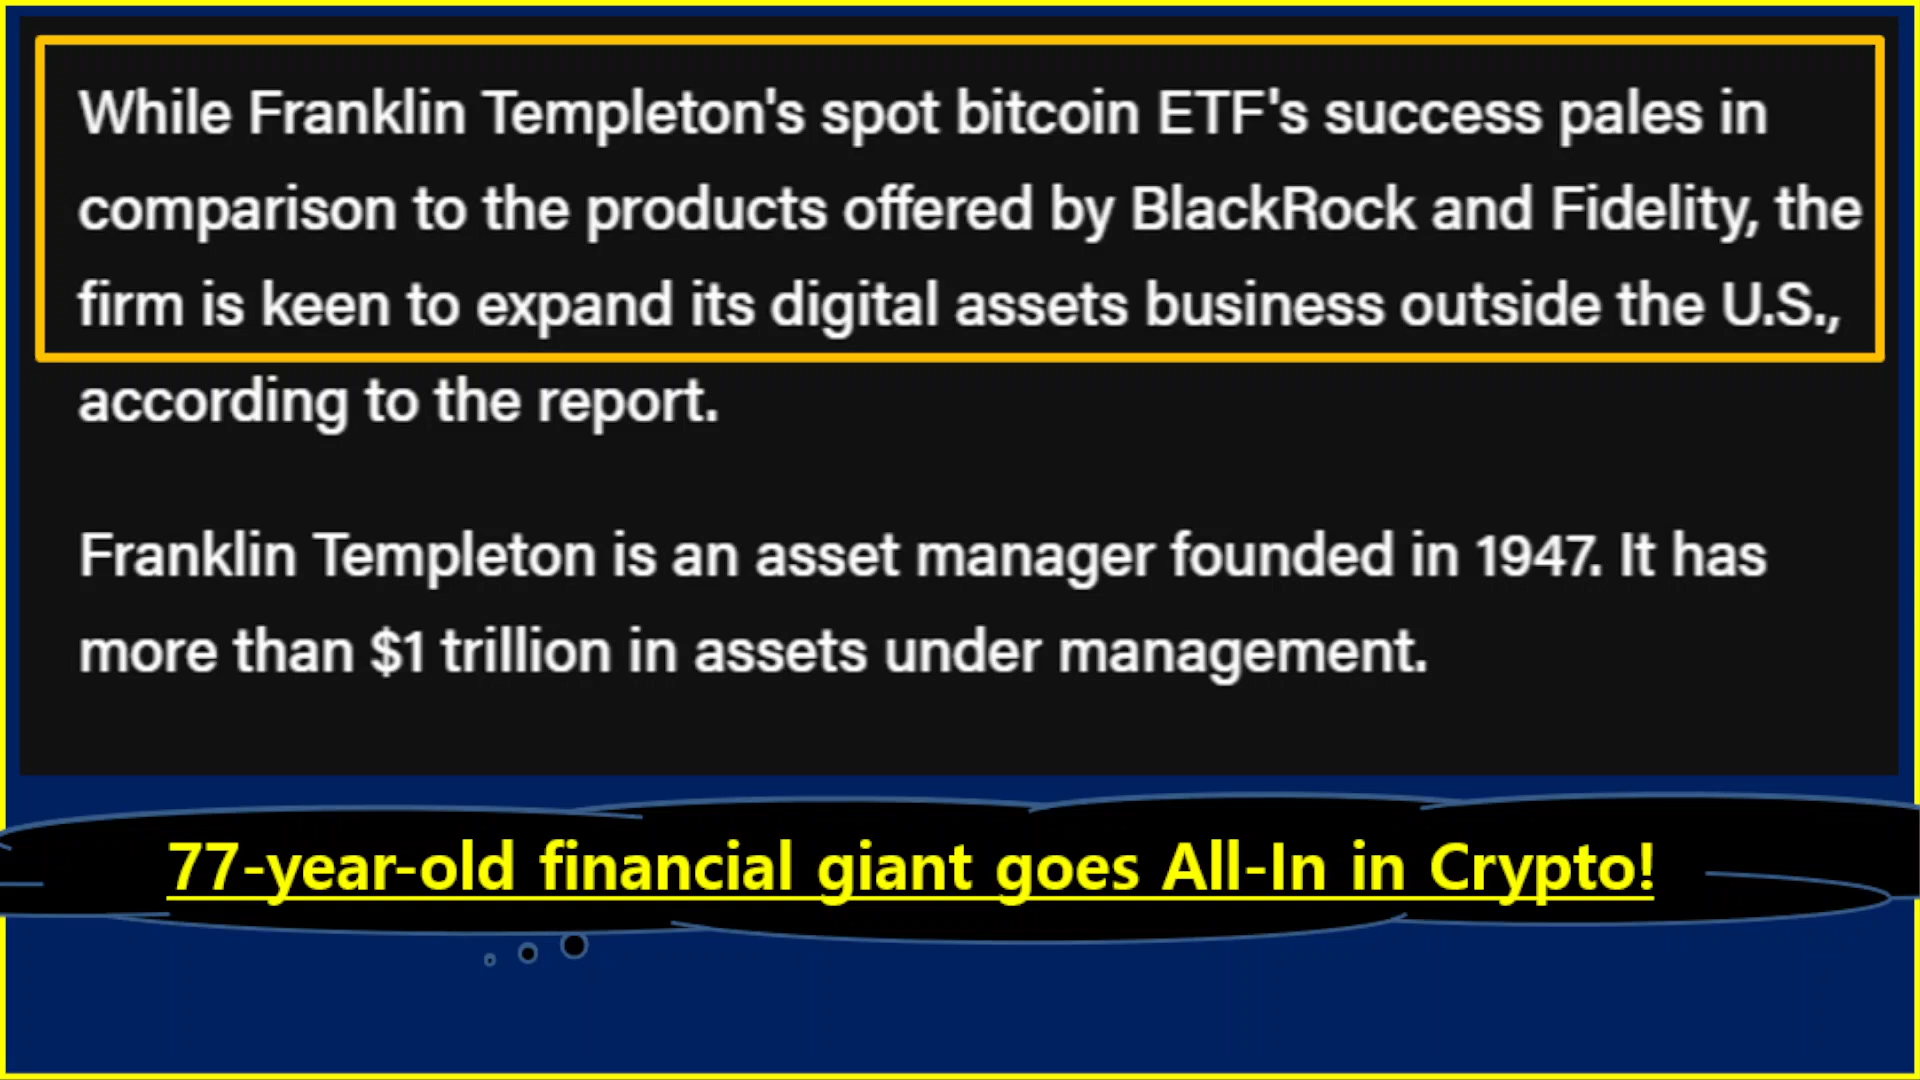 While Franklin Templeton's spot bitcoin ETF's success pales in
comparison to the products offered by BlackRock and Fidelity, the
firm is keen to expand its digital assets business outside the U.S.,
according to the report.
Franklin Templeton is an asset manager founded in 1947. It has
more than $1 trillion in assets under management.
77-year-old financial giant goes All-In in Crypto!